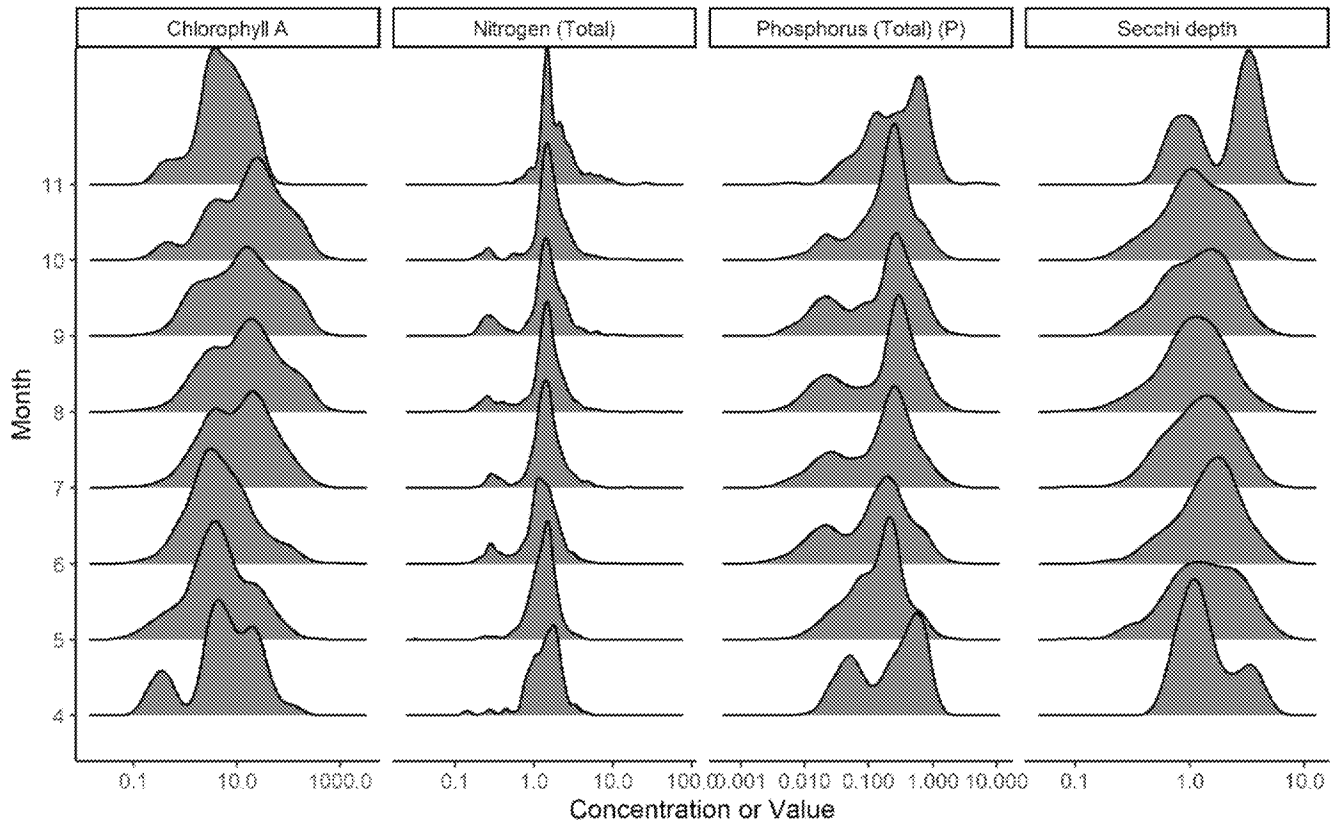 Chlorophyll A
Nitrogen (Total)
Phosphorus (Total) (P)
Secchi depth
Month
11
10
9
8
7
6
5
4
0.1 10.0 1000.0
0.1 1.0 10.0 100.0
0.001 0.010 0.100 1.000 10.000
0.1 1.0 10.0
Concentration or Value